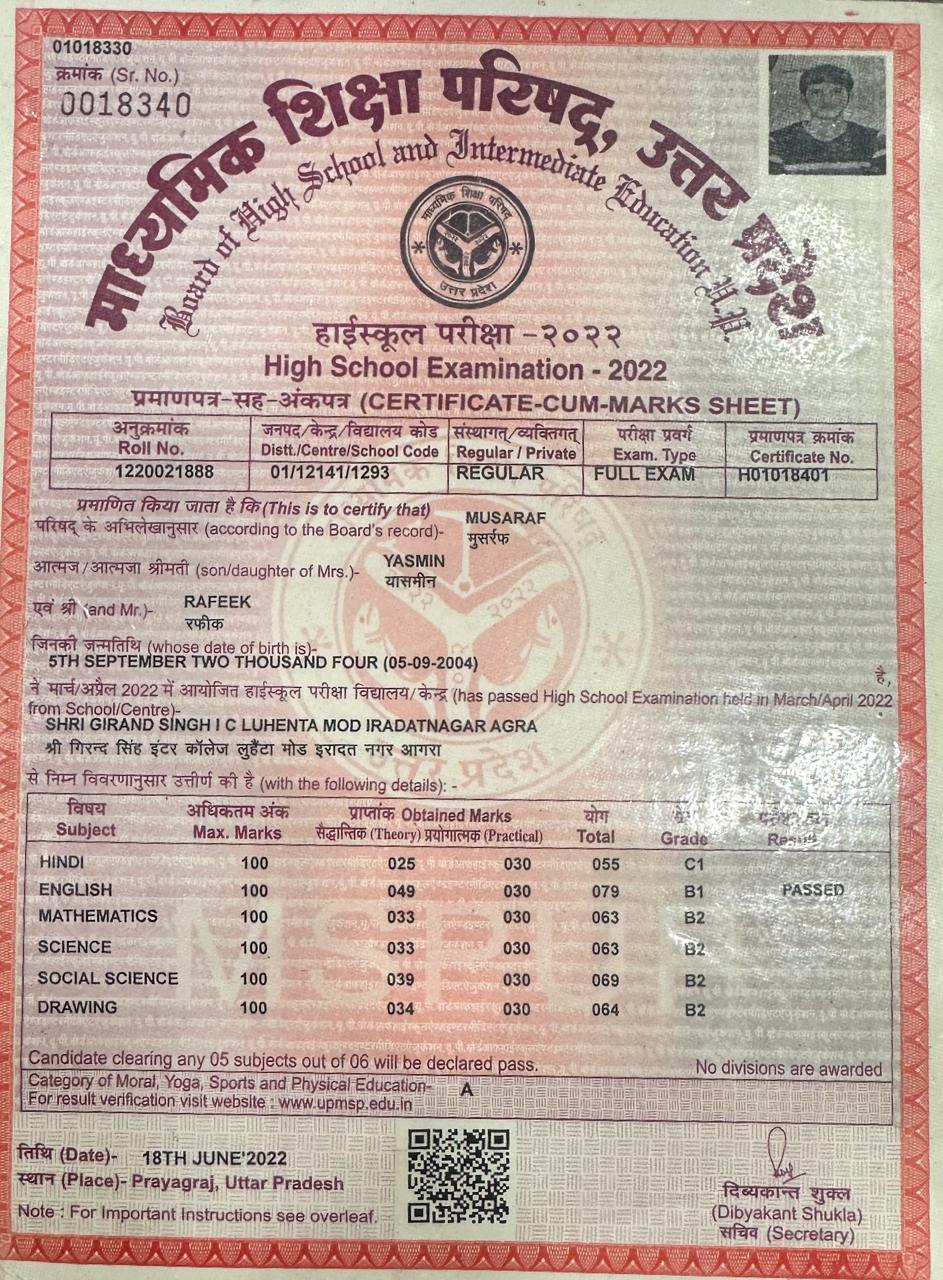 01018330
क्रमांक (Sr. No.)
0018340
माध्यमिक शिक्षा परिषद्, उत्तर प्रदेश
Board of High School and Intermediate Education U.P.
माध्यमिक शिक्षा परिषद
उत्तर प्रदेश
हाईस्कूल परीक्षा -२०२२
High School Examination - 2022
प्रमाणपत्र-सह-अंकपत्र (CERTIFICATE-CUM-MARKS SHEET)
अनुक्रमांक जनपद/केन्द्र/विद्यालय कोड संस्थागत्/व्यक्तिगत् परीक्षा प्रवर्ग प्रमाणपत्र क्रमांक
Roll No. Distt./Centre/School Code Regular / Private Exam. Type Certificate No.
1220021888 01/12141/1293 REGULAR FULL EXAM H01018401
प्रमाणित किया जाता है कि (This is to certify that) MUSARAF
परिषद् के अभिलेखानुसार (according to the Board's record)- मुसर्रफ
आत्मज/आत्मजा श्रीमती (son/daughter of Mrs.)- YASMIN
यासमीन
एवं श्री (and Mr.)- RAFEEK
रफीक
जिनकी जन्मतिथि (whose date of birth is)-
5TH SEPTEMBER TWO THOUSAND FOUR (05-09-2004)
है,
ने मार्च/अप्रैल 2022 में आयोजित हाईस्कूल परीक्षा विद्यालय/केन्द्र (has passed High School Examination held in March/April 2022
from School/Centre)-
SHRI GIRAND SINGH I C LUHENTA MOD IRADATNAGAR AGRA
श्री गिरन्द सिंह इंटर कॉलेज लुहैंटा मोड इरादत नगर आगरा
से निम्न विवरणानुसार उत्तीर्ण की है (with the following details): -
विषय अधिकतम अंक प्राप्तांक Obtained Marks योग
Subject Max. Marks सैद्धान्तिक (Theory) प्रयोगात्मक (Practical) Total Grade Result
HINDI 100 025 030 055 C1
ENGLISH 100 049 030 079 B1 PASSED
MATHEMATICS 100 033 030 063 B2
SCIENCE 100 033 030 063 B2
SOCIAL SCIENCE 100 039 030 069 B2
DRAWING 100 034 030 064 B2
Candidate clearing any 05 subjects out of 06 will be declared pass. No divisions are awarded
Category of Moral, Yoga, Sports and Physical Education- A
For result verification visit website : www.upmsp.edu.in
तिथि (Date)- 18TH JUNE'2022
स्थान (Place)- Prayagraj, Uttar Pradesh
Note : For Important Instructions see overleaf.
दिब्यकान्त शुक्ल
(Dibyakant Shukla)
सचिव (Secretary)